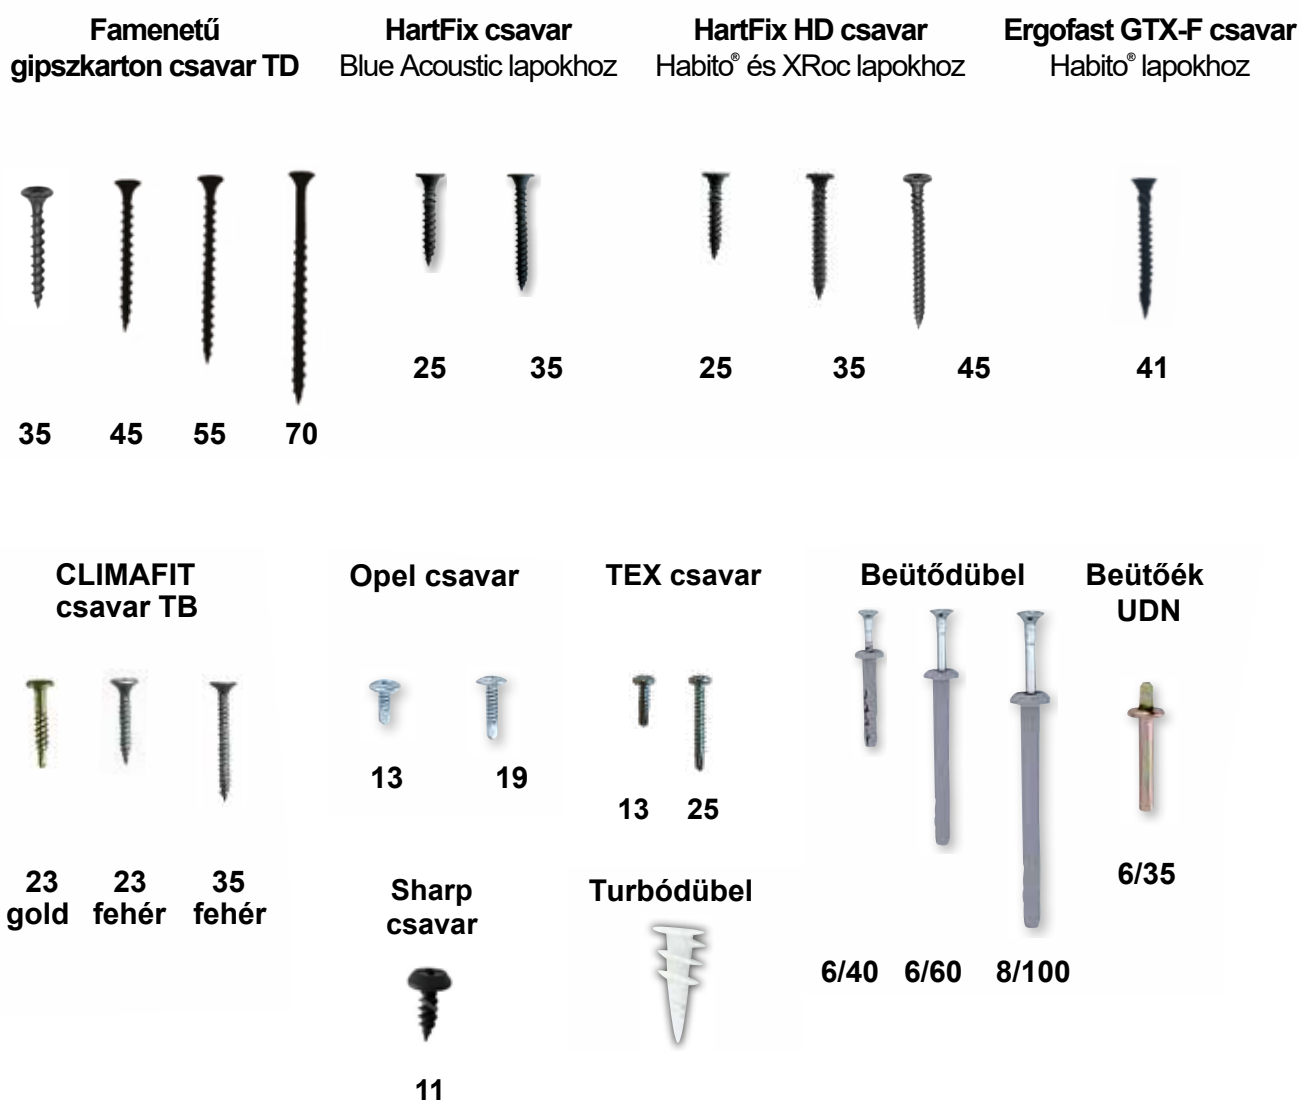 Famenetű
gipszkarton csavar TD
HartFix csavar
Blue Acoustic lapokhoz
HartFix HD csavar
Habito® és XRoc lapokhoz
Ergofast GTX-F csavar
Habito® lapokhoz
35
45
55
70
25
35
25
35
45
41
CLIMAFIT
csavar TB
23
gold
23
fehér
35
fehér
Opel csavar
13
19
TEX csavar
13
25
Beütődübel
6/40
6/60
8/100
Beütőék
UDN
6/35
Sharp
csavar
11
Turbódübel